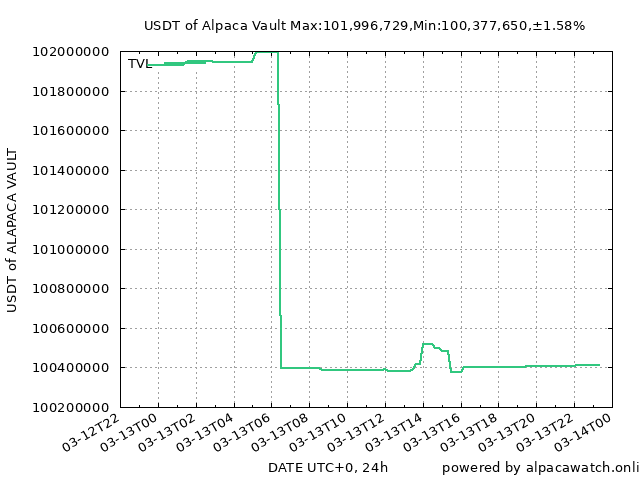 USDT of Alpaca Vault Max:101,996,729,Min:100,377,650,±1.58%
102000000
101800000
101600000
101400000
101200000
101000000
100800000
100600000
100400000
100200000
TVL
USDT of ALAPACA VAULT
03-12T22
03-13T00
03-13T02
03-13T04
03-13T06
03-13T08
03-13T10
03-13T12
03-13T14
03-13T16
03-13T18
03-13T20
03-13T22
03-14T00
DATE UTC+0, 24h
powered by alpacawatch.onli